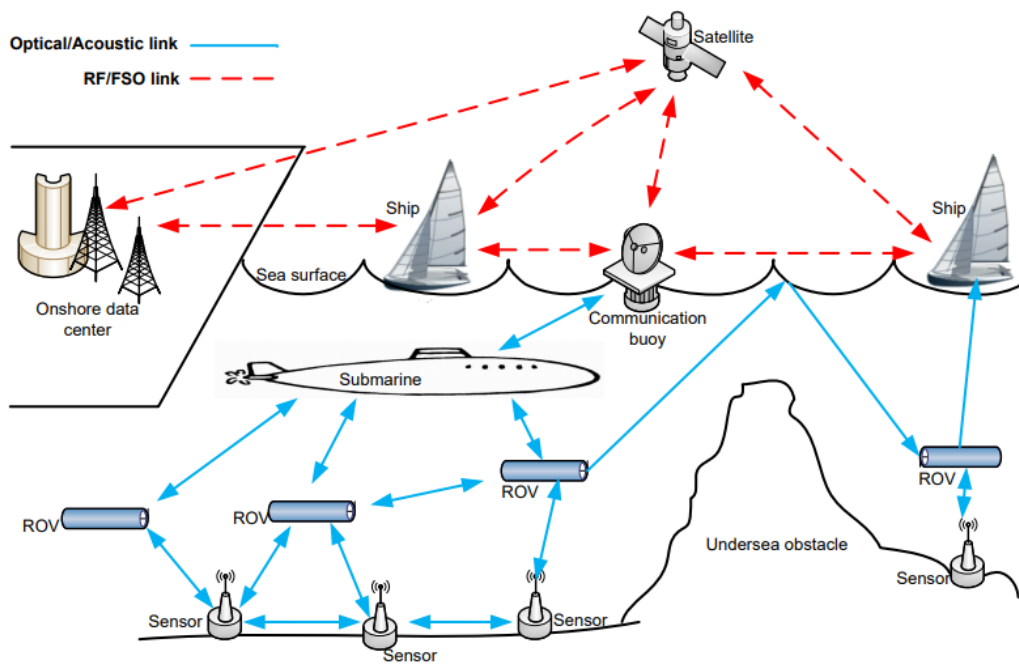 Optical/Acoustic link
RF/FSO link
Satellite
Ship
Ship
Sea surface
Onshore data
center
Communication
buoy
Submarine
ROV
ROV
ROV
ROV
Undersea obstacle
Sensor
Sensor
Sensor
Sensor